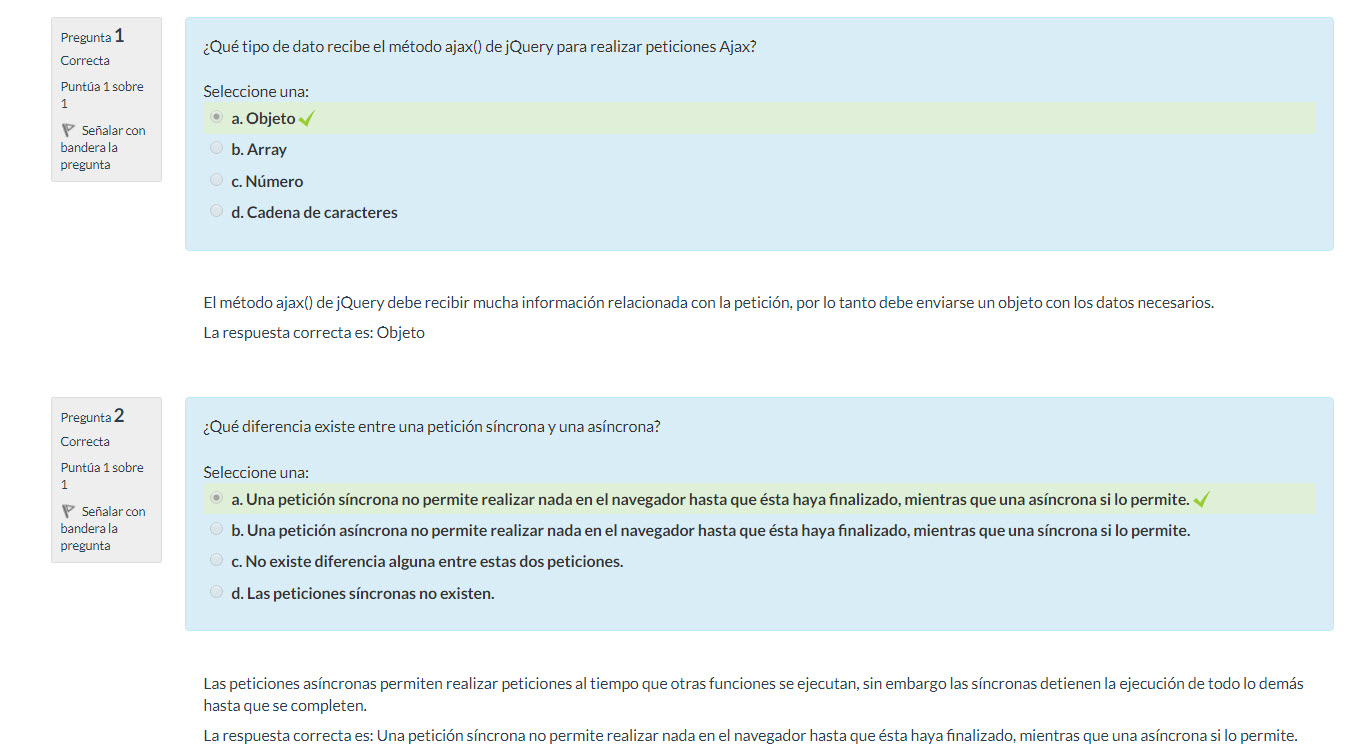 Pregunta 1
Correcta
Puntúa 1 sobre
1
Señalar con
bandera la
pregunta
¿Qué tipo de dato recibe el método ajax() de jQuery para realizar peticiones Ajax?
Seleccione una:
a. Objeto
b. Array
c. Número
d. Cadena de caracteres
El método ajax() de jQuery debe recibir mucha información relacionada con la petición, por lo tanto debe enviarse un objeto con los datos necesarios.
La respuesta correcta es: Objeto
Pregunta 2
Correcta
Puntúa 1 sobre
1
Señalar con
bandera la
pregunta
¿Qué diferencia existe entre una petición síncrona y una asíncrona?
Seleccione una:
a. Una petición síncrona no permite realizar nada en el navegador hasta que ésta haya finalizado, mientras que una asíncrona si lo permite.
b. Una petición asíncrona no permite realizar nada en el navegador hasta que ésta haya finalizado, mientras que una síncrona si lo permite.
c. No existe diferencia alguna entre estas dos peticiones.
d. Las peticiones síncronas no existen.
Las peticiones asíncronas permiten realizar peticiones al tiempo que otras funciones se ejecutan, sin embargo las síncronas detienen la ejecución de todo lo demás
hasta que se completen.
La respuesta correcta es: Una petición síncrona no permite realizar nada en el navegador hasta que ésta haya finalizado, mientras que una asíncrona si lo permite.